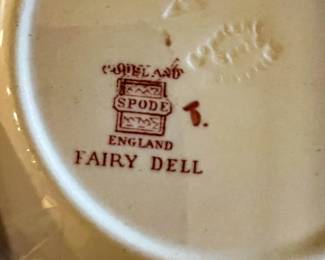 COPELAND
SPODE
T.
ENGLAND
FAIRY DELL